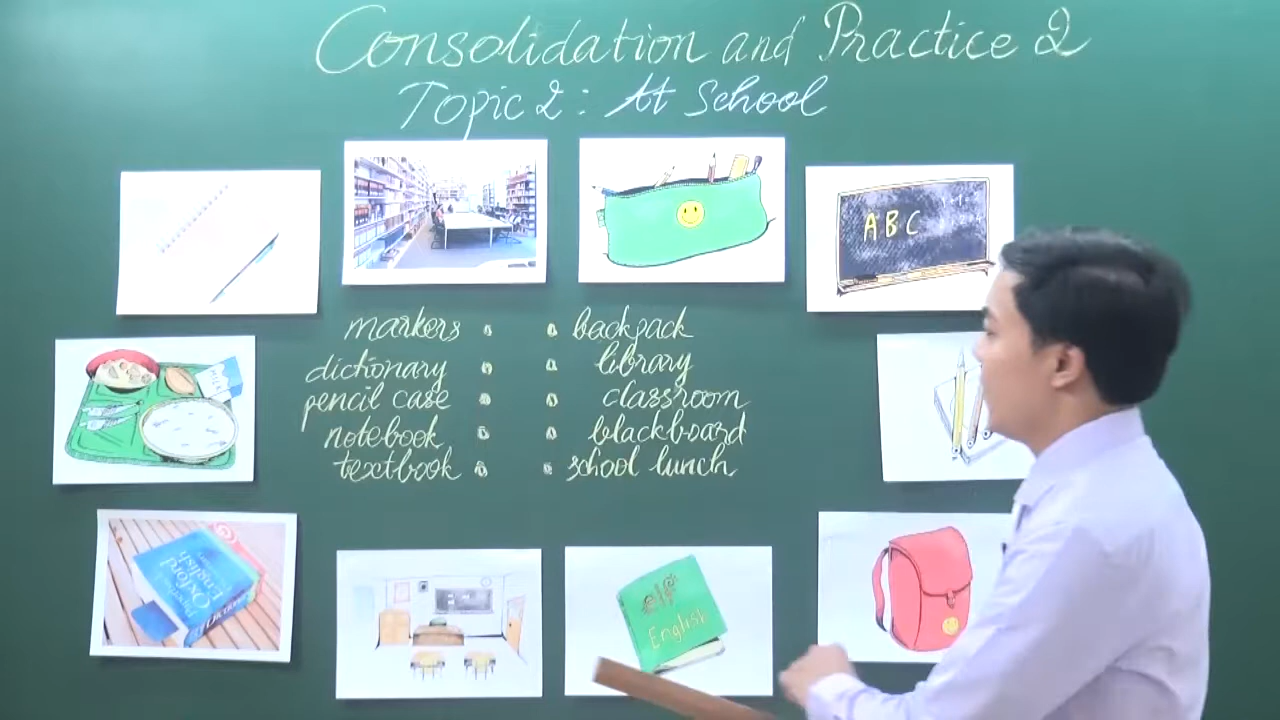 Consolidation and Practice 2
Topic 2: At School
ABC
markers
backpack
dictionary
library
pencil case
classroom
notebook
blackboard
textbook
school lunch
Oxford
English
elf
English